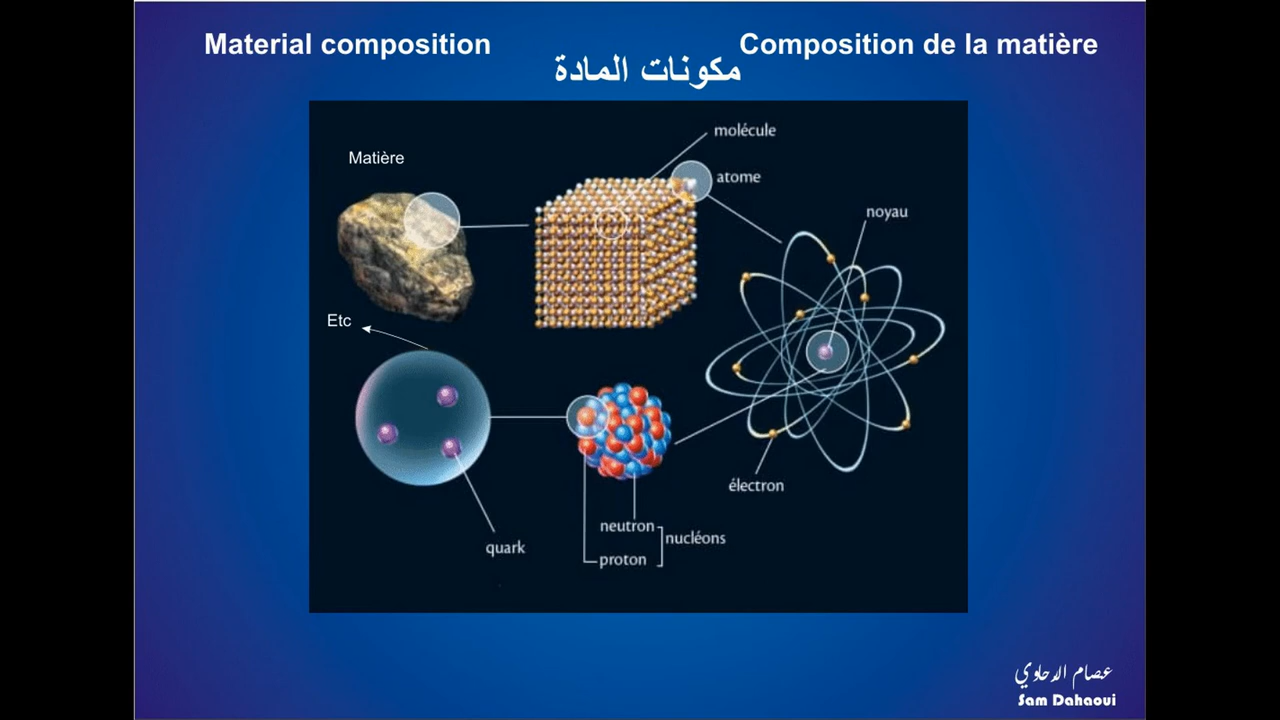 Material composition
Composition de la matière
مكونات المادة
molécule
Matière
atome
noyau
Etc
électron
neutron
nucléons
quark
proton
عصام الدحاوي
Sam Dahaoui